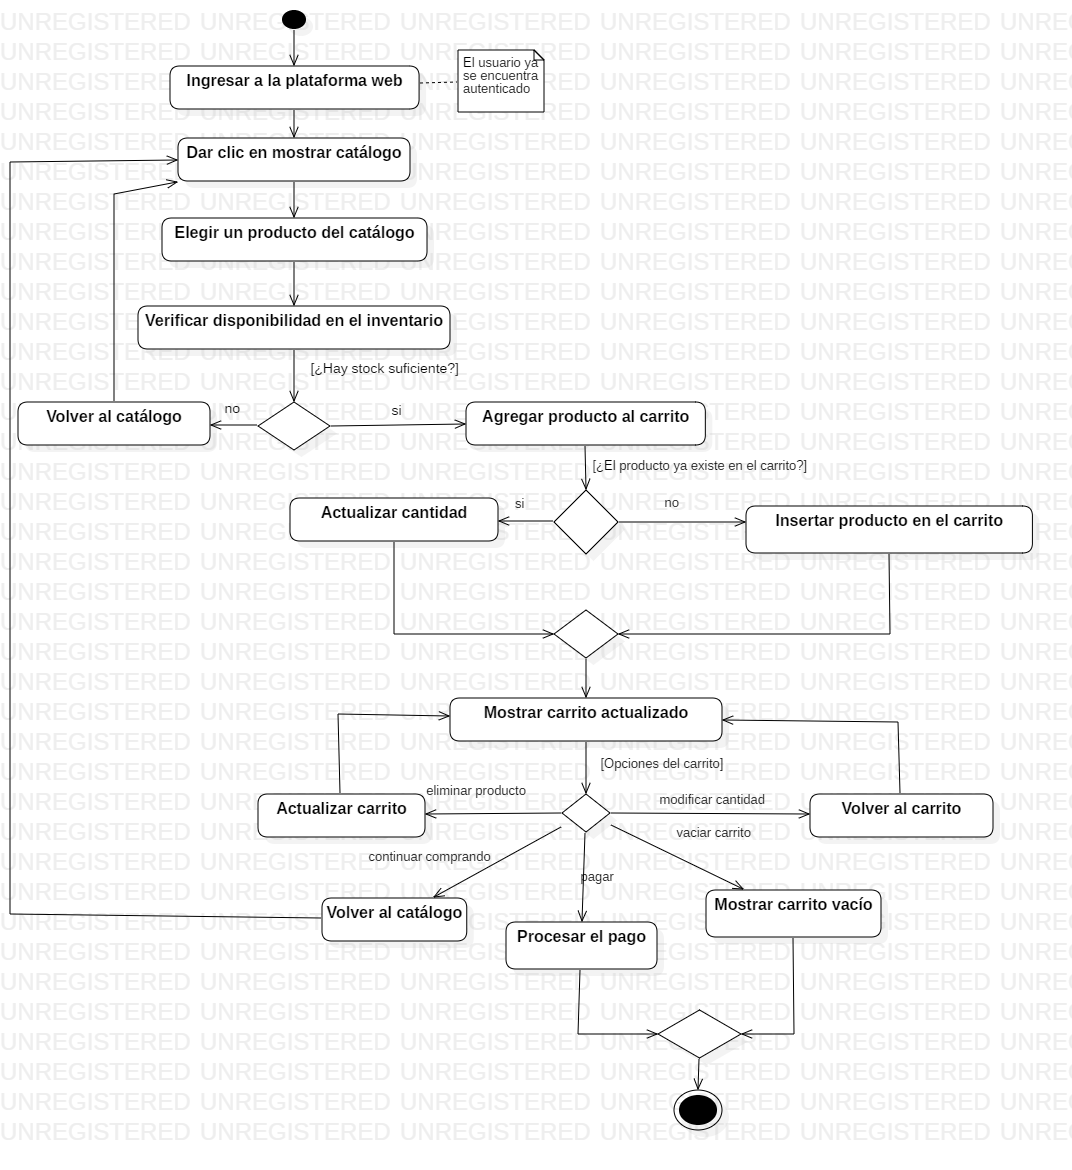 Ingresar a la plataforma web
El usuario ya
se encuentra
autenticado
Dar clic en mostrar catálogo
Elegir un producto del catálogo
Verificar disponibilidad en el inventario
[¿Hay stock suficiente?]
no
si
Volver al catálogo
Agregar producto al carrito
[¿El producto ya existe en el carrito?]
si
no
Actualizar cantidad
Insertar producto en el carrito
Mostrar carrito actualizado
[Opciones del carrito]
eliminar producto
modificar cantidad
Actualizar carrito
Volver al carrito
vaciar carrito
continuar comprando
pagar
Volver al catálogo
Mostrar carrito vacío
Procesar el pago
UNREGISTERED